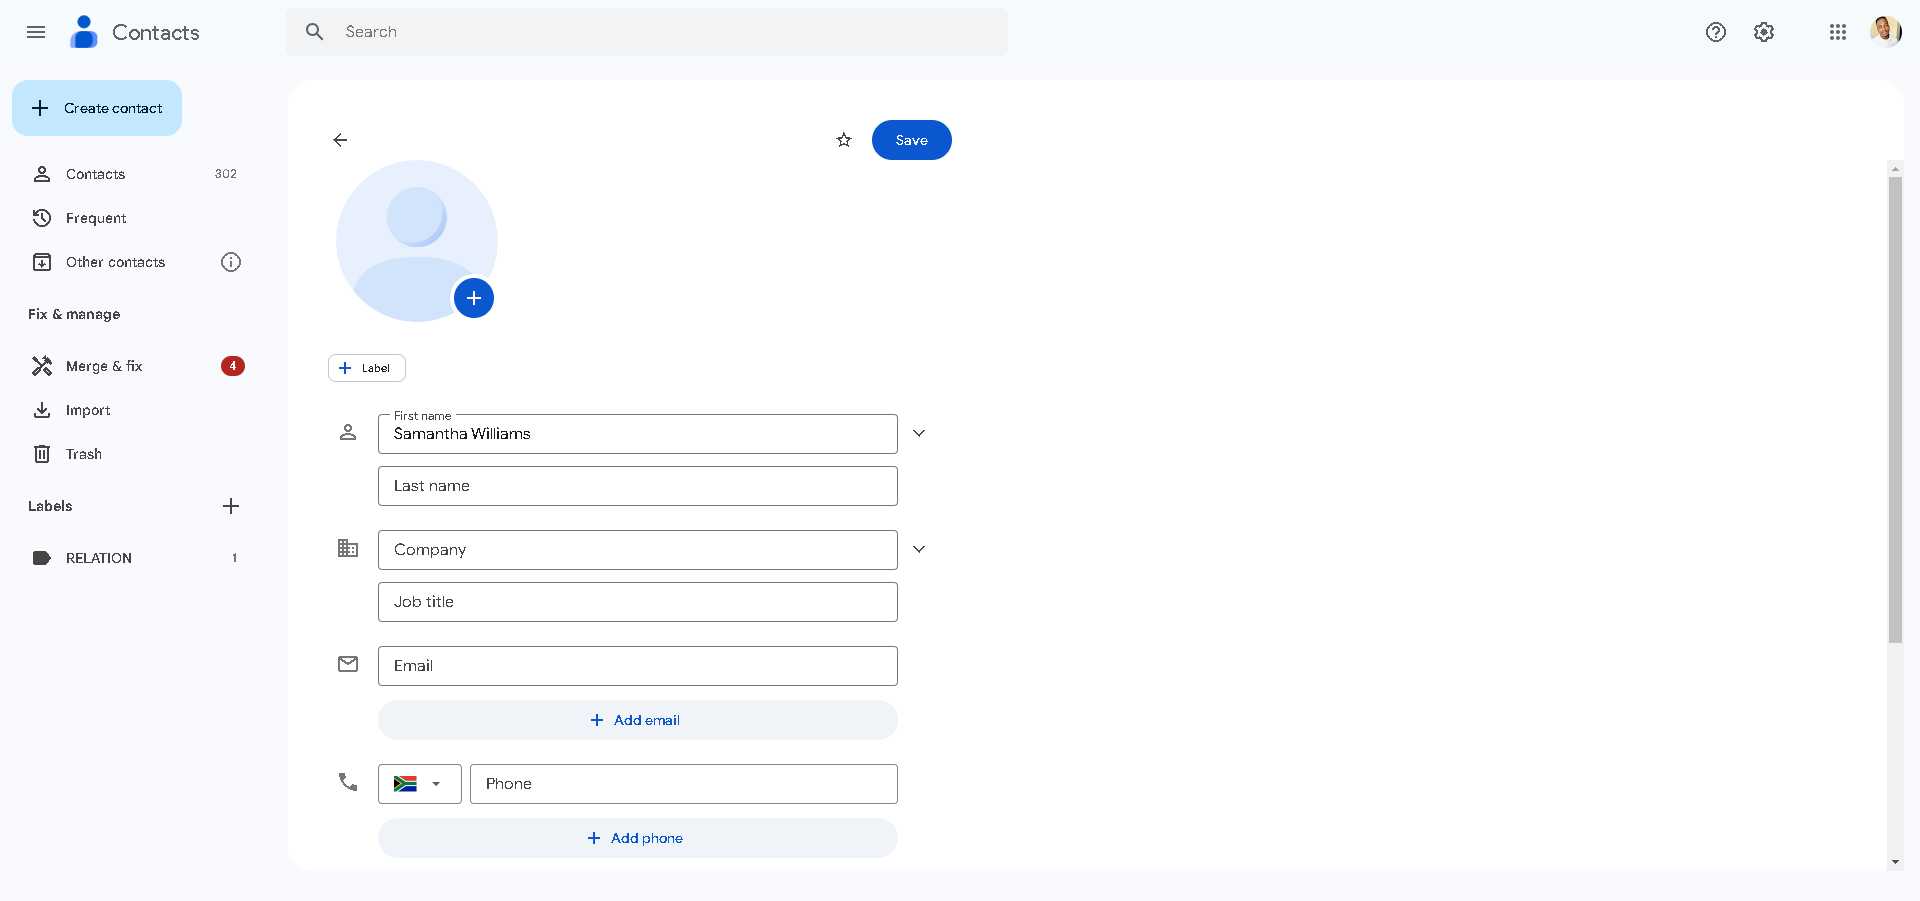 Contacts
Search
Create contact
Save
Contacts 302
Frequent
Other contacts
Fix & manage
Merge & fix 4
Import
Trash
Labels
RELATION 1
Label
First name
Samantha Williams
Last name
Company
Job title
Email
Add email
Phone
Add phone